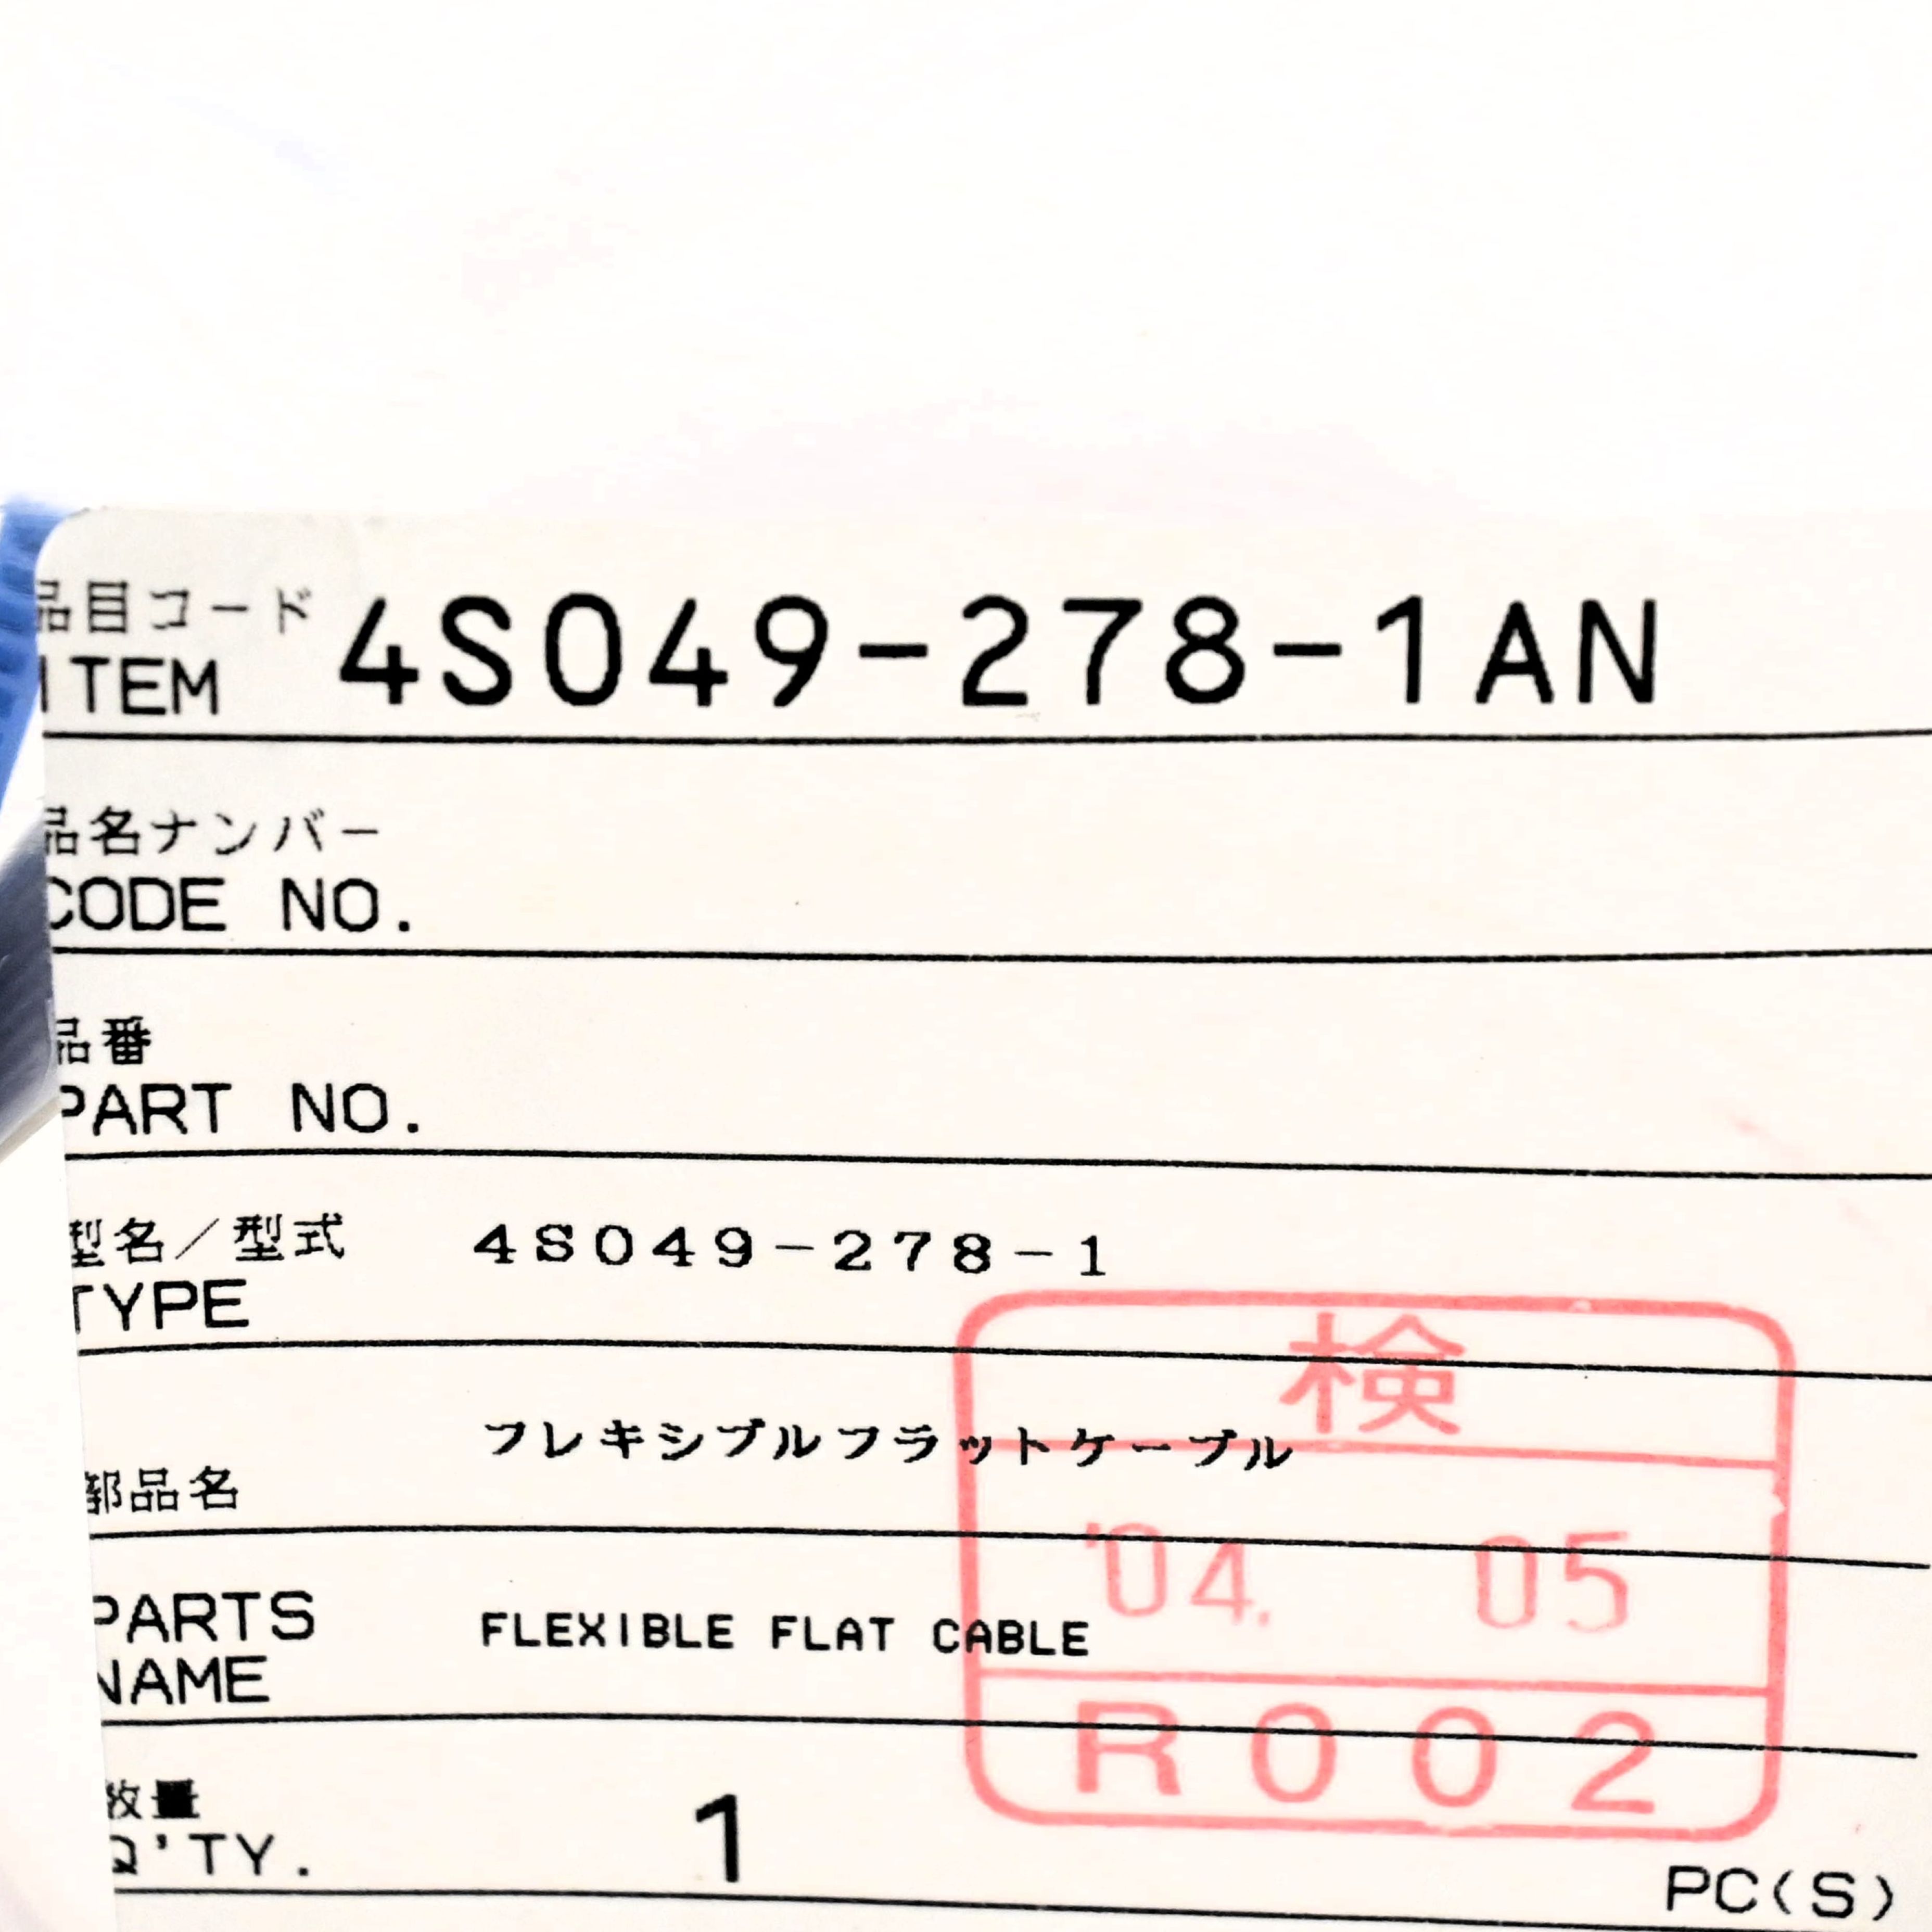 品目コード
ITEM 4S049-278-1AN
品名ナンバー
CODE NO.
品番
PART NO.
型名／型式 4S049-278-1
TYPE
検
フレキシブルフラットケーブル
部品名
'04. 05
PARTS
NAME FLEXIBLE FLAT CABLE
R002
数量
Q'TY. 1 PC(S)